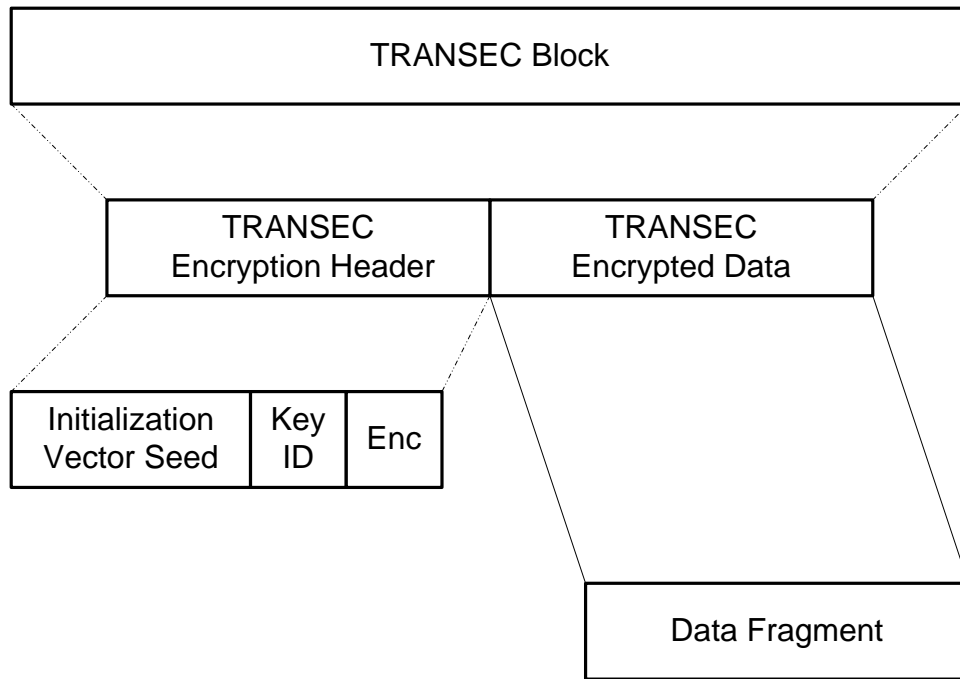 TRANSEC Block
TRANSEC
Encryption Header
TRANSEC
Encrypted Data
Initialization
Vector Seed
Key
ID
Enc
Data Fragment